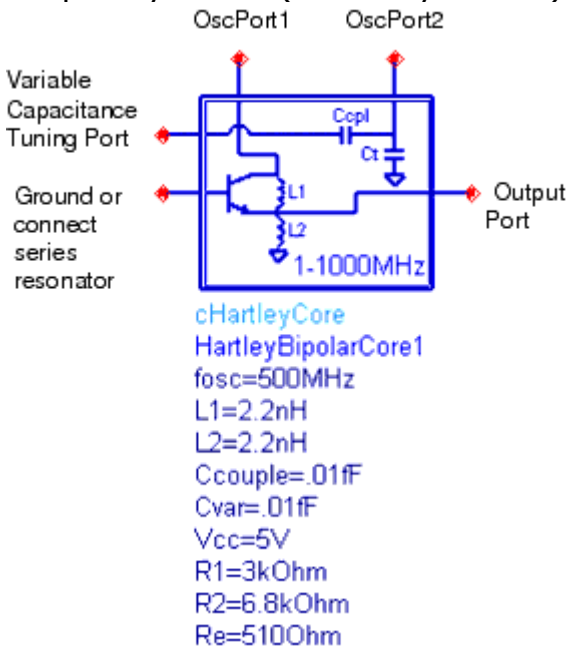 OscPort1 OscPort2
Variable
Capacitance
Tuning Port
Ccpl
Ct
Ground or
connect
series
resonator
L1
L2
Output
Port
1-1000MHz
cHartleyCore
HartleyBipolarCore1
fosc=500MHz
L1=2.2nH
L2=2.2nH
Ccouple=.01fF
Cvar=.01fF
Vcc=5V
R1=3kOhm
R2=6.8kOhm
Re=510Ohm